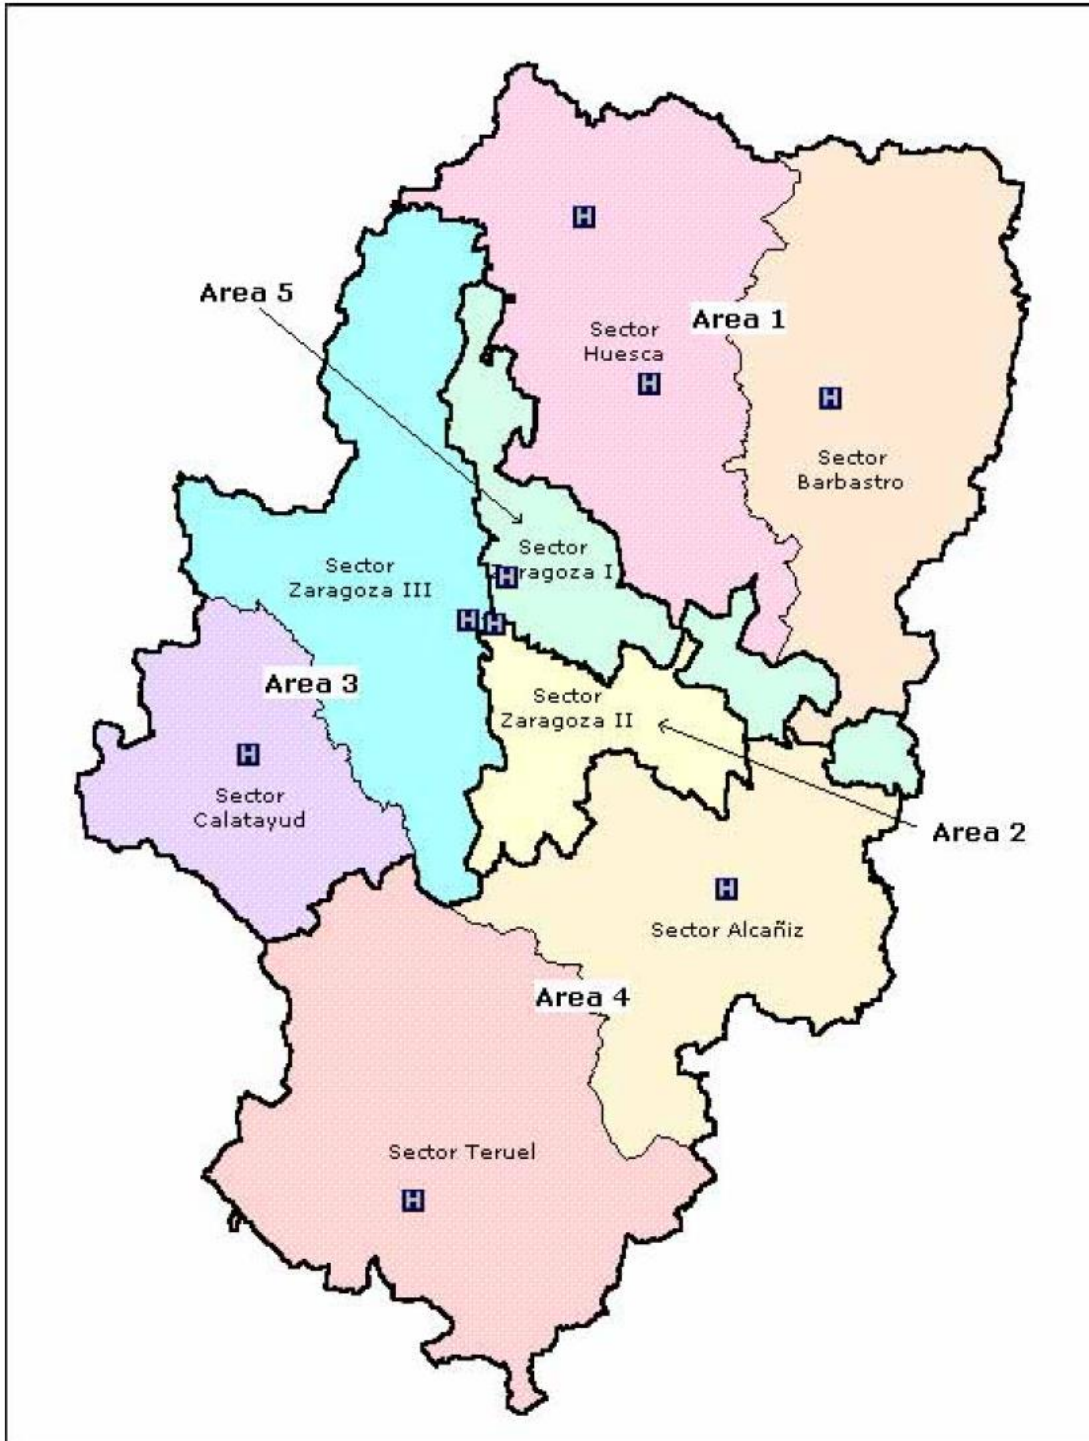 H
Area 5
Area 1
Sector
Huesca
H
H
Sector
Barbastro
Sector
Zaragoza I
H
Sector
Zaragoza III
H
H
Area 3
Sector
Zaragoza II
H
Sector
Calatayud
Area 2
H
Sector Alcañiz
Area 4
Sector Teruel
H